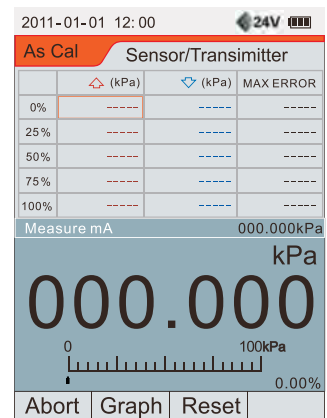 2011-01-01 12:00 24V
As Cal Sensor/Transimitter
(kPa) (kPa) MAX ERROR
0% ----- ----- -----
25% ----- ----- -----
50% ----- ----- -----
75% ----- ----- -----
100% ----- ----- -----
Measure mA 000.000kPa
kPa
000.000
0 100kPa
0.00%
Abort Graph Reset